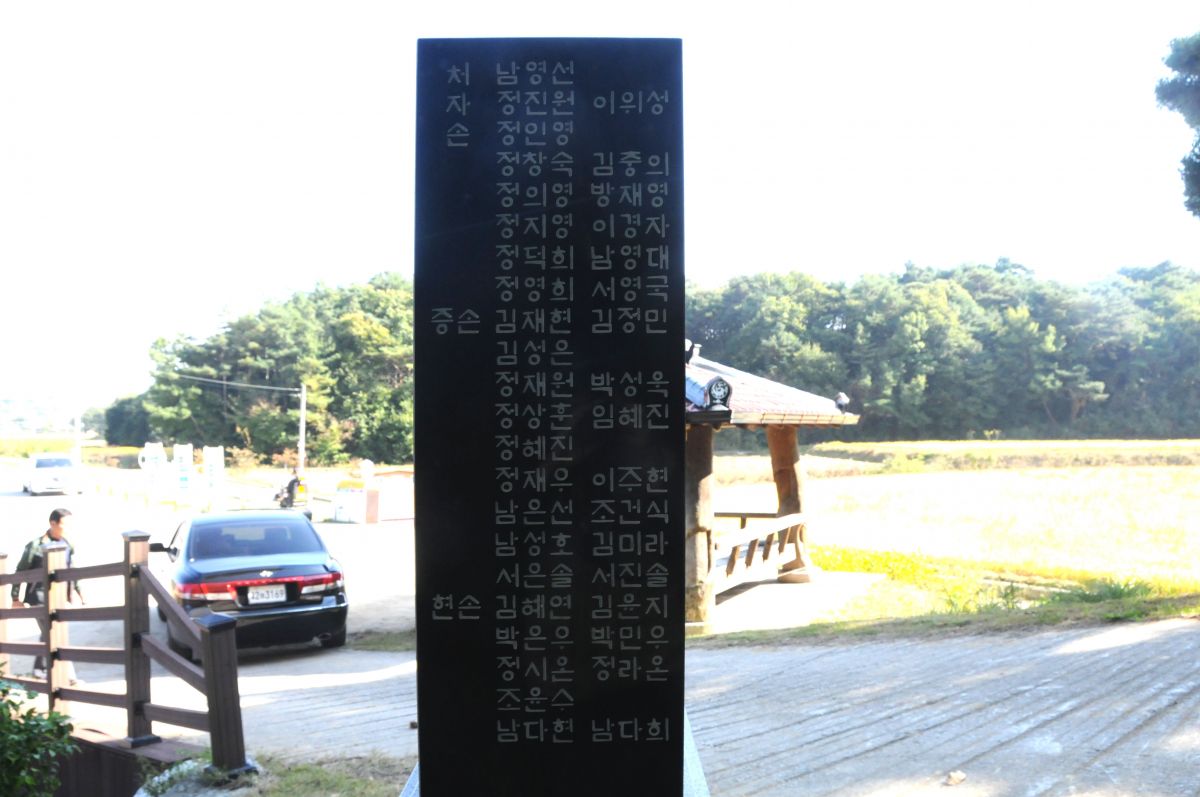 처 남영선
자 정진원 이위성
손 정인영
정창숙 김중의
정의영 방재영
정지영 이경자
정덕희 남영대
정영희 서영국
증손 김재현 김정민
김성은
정재원 박성욱
정상훈 임혜진
정혜진
정재우 이주현
남은선 조건식
남성호 김미라
서은솔 서진솔
현손 김혜연 김윤지
박은우 박민우
정시온 정라온
조윤수
남다현 남다희
3169